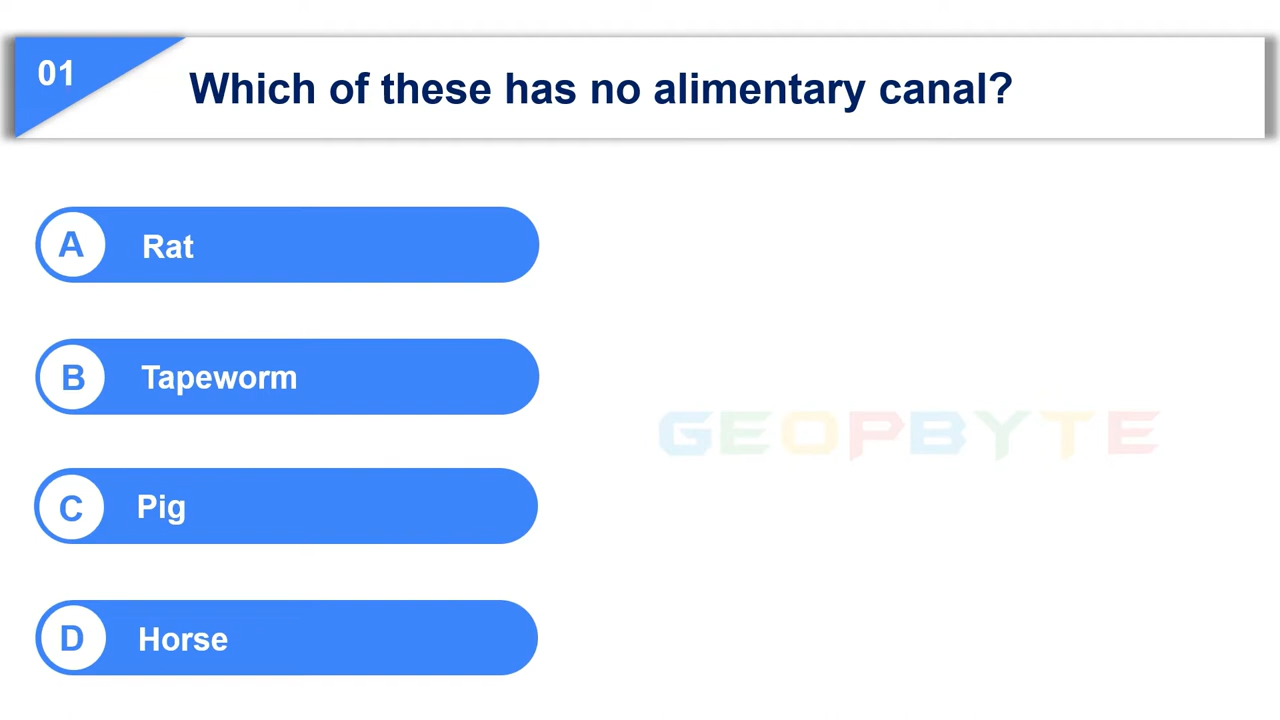 01
Which of these has no alimentary canal?
A Rat
B Tapeworm
GEOPBYTE
C Pig
D Horse